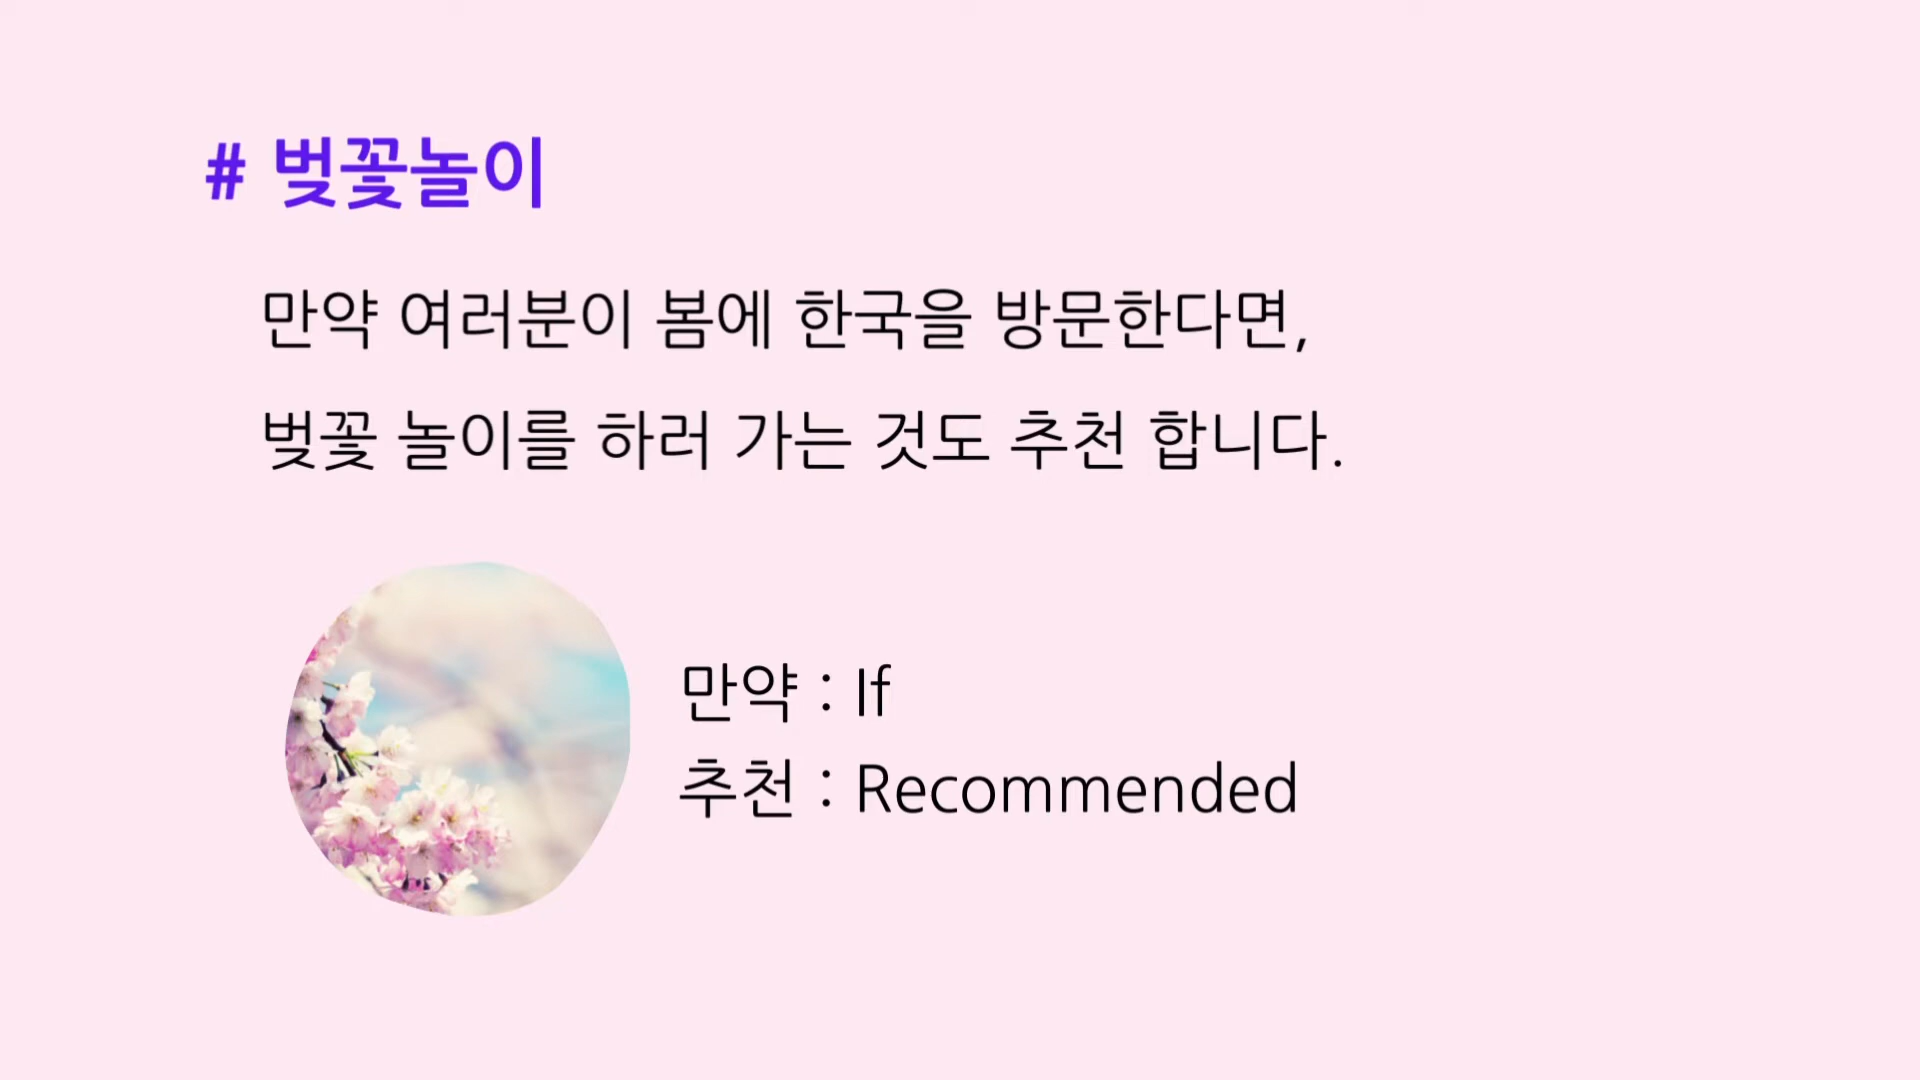 # 벚꽃놀이
만약 여러분이 봄에 한국을 방문한다면,
벚꽃 놀이를 하러 가는 것도 추천 합니다.
만약 : If
추천 : Recommended